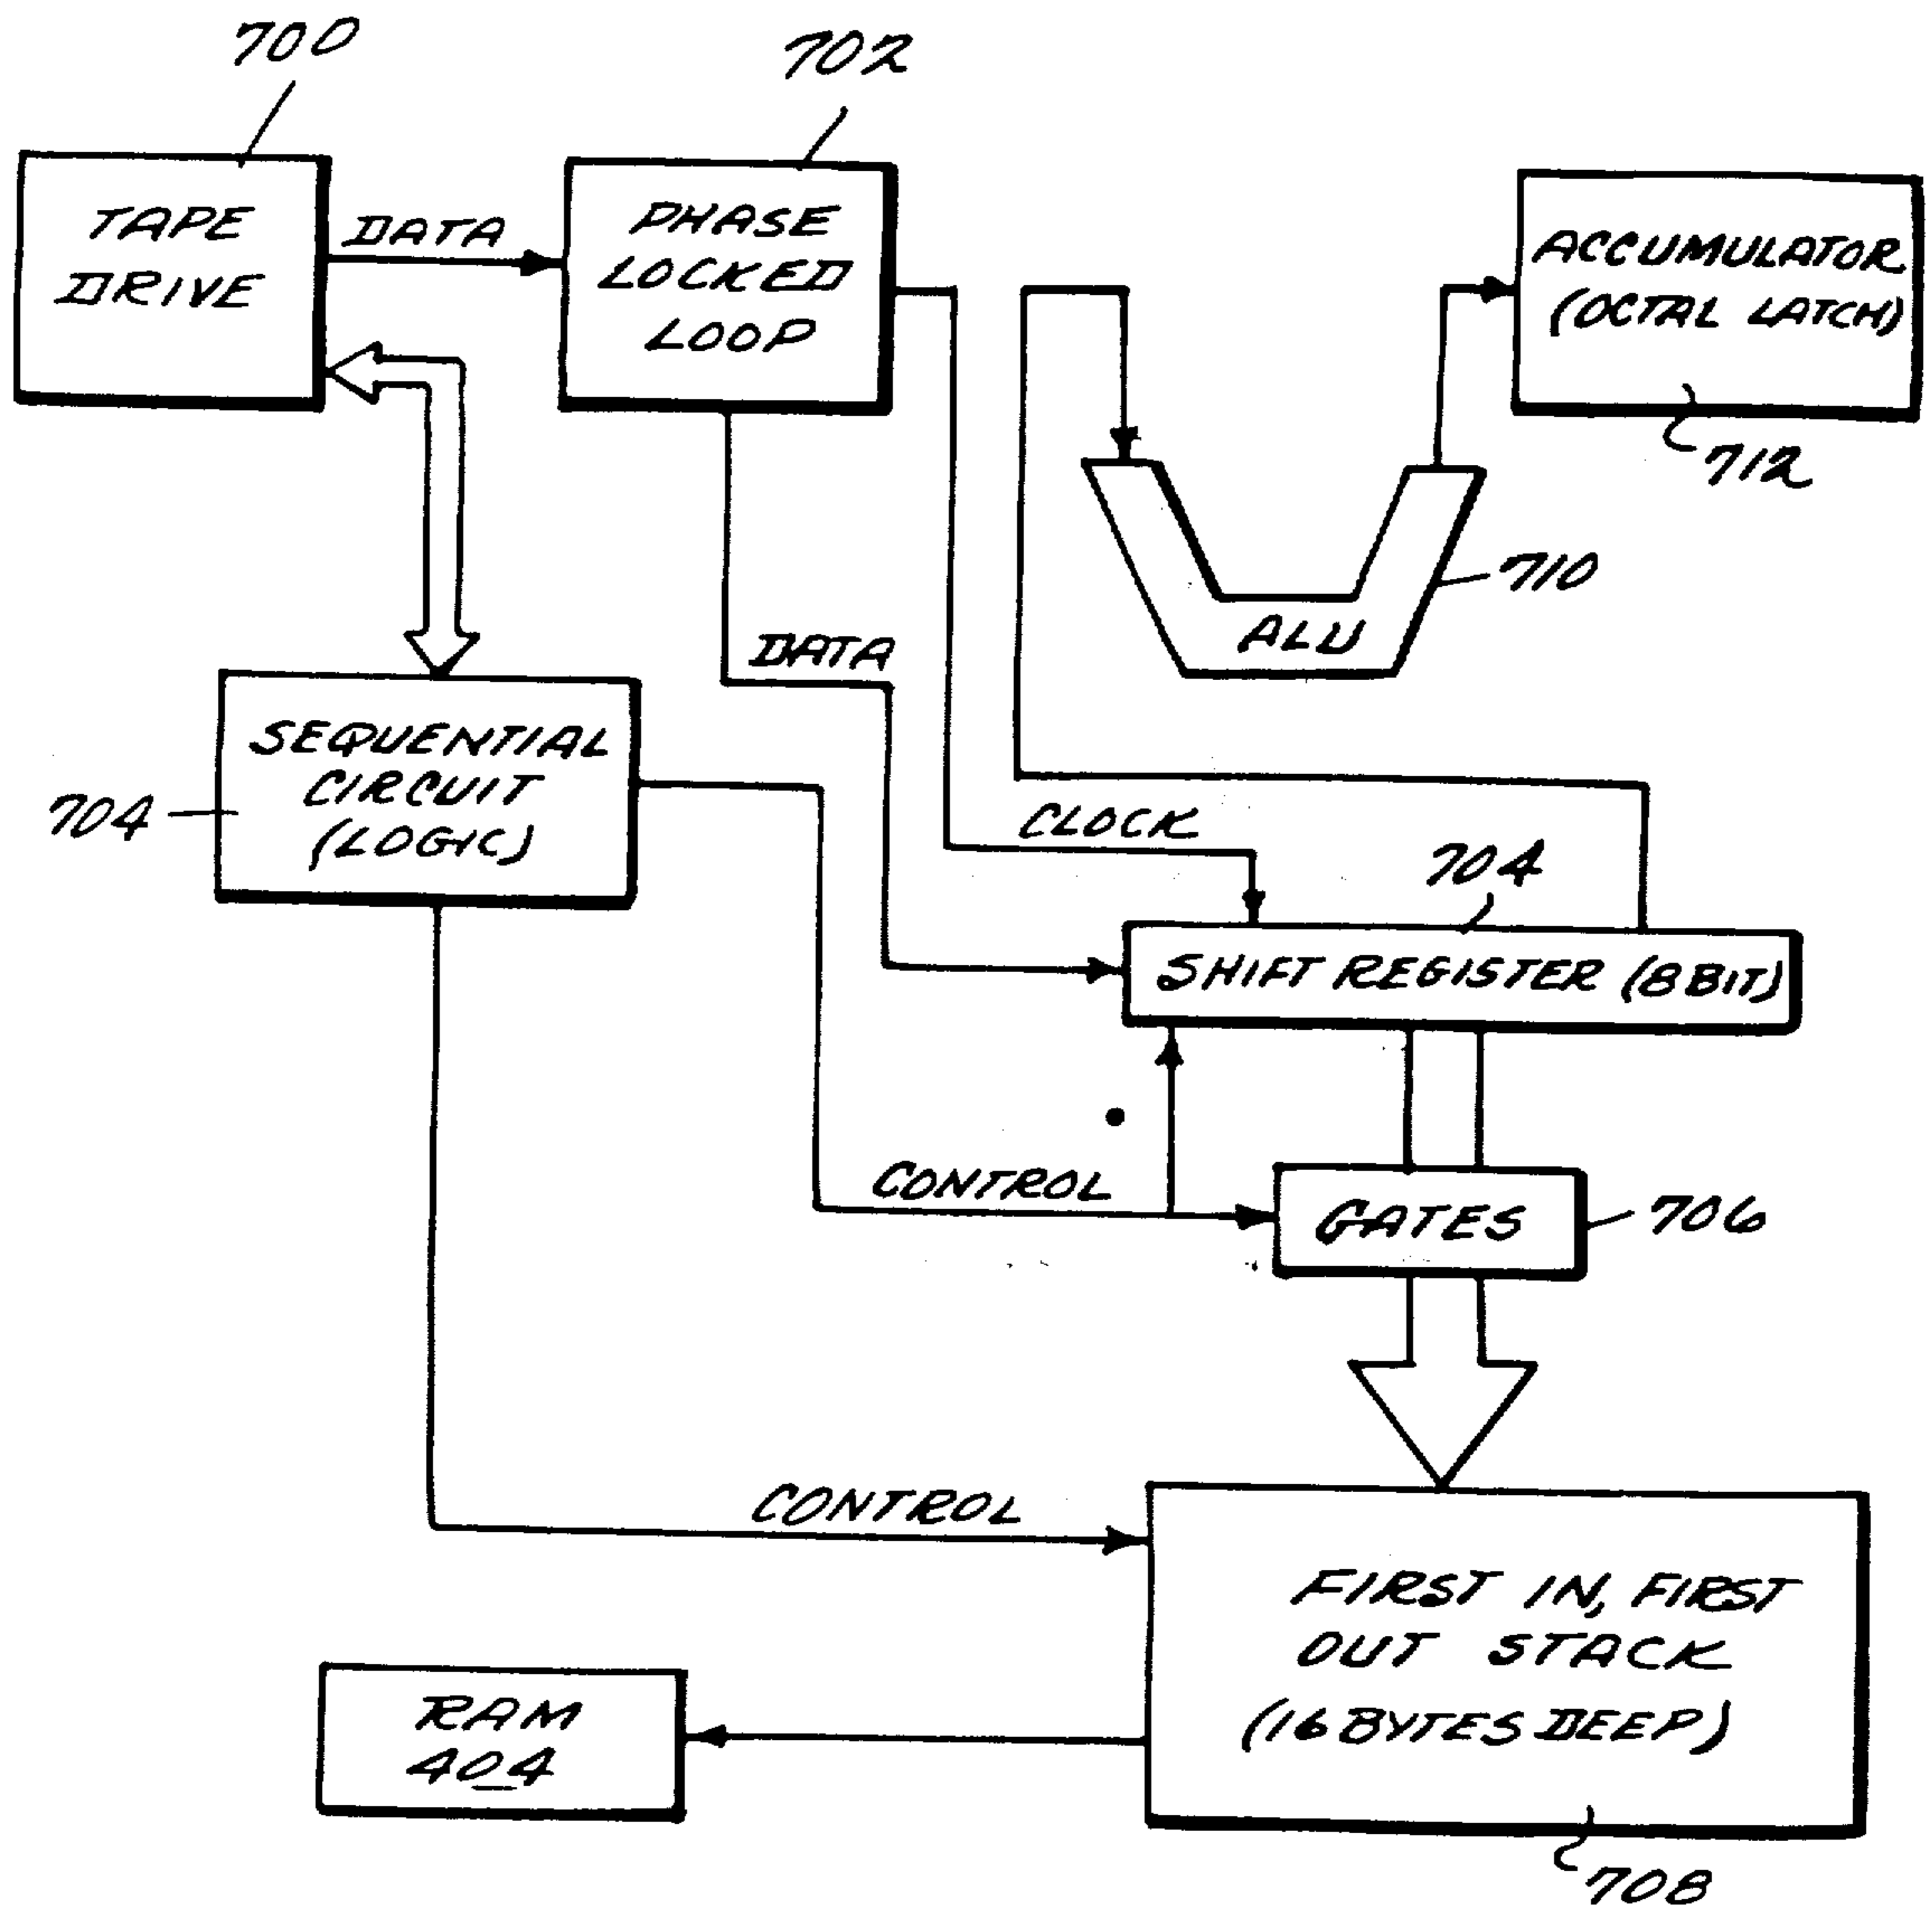 700
702
TAPE
DRIVE
DATA
PHASE
LOCKED
LOOP
ACCUMULATOR
(OCTAL LATCH)
712
710
ALU
DATA
SEQUENTIAL
CIRCUIT
(LOGIC)
704
CLOCK
704
SHIFT REGISTER (8 BIT)
CONTROL
GATES
706
CONTROL
FIRST IN, FIRST
OUT STACK
(16 BYTES DEEP)
RAM
404
708